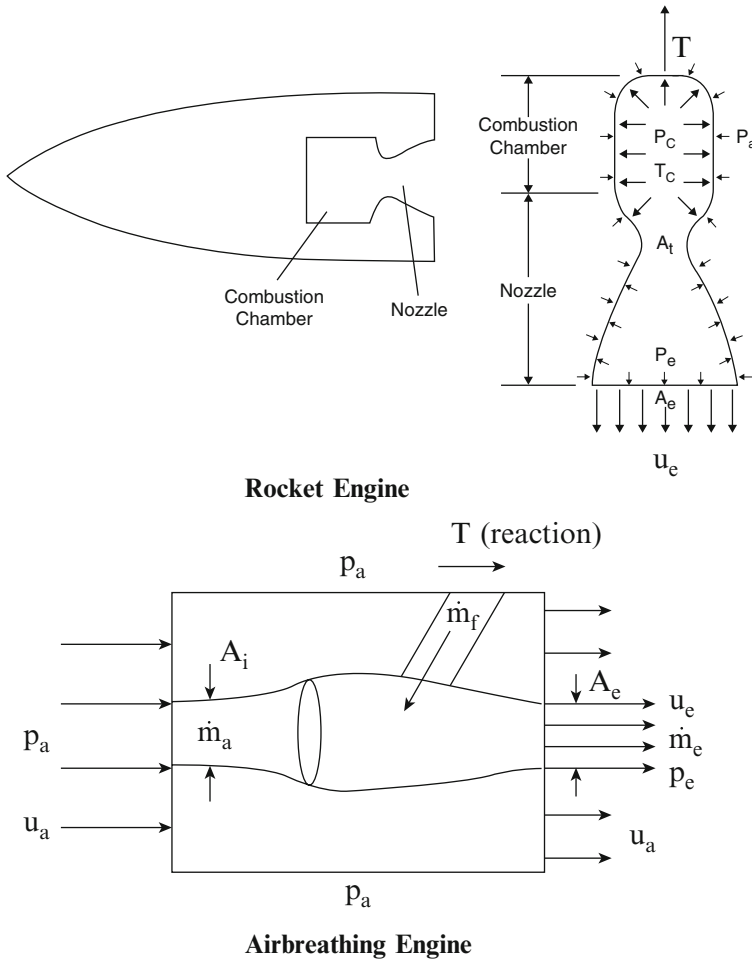 T
Combustion
Chamber
P_C
P_a
T_C
A_t
Combustion
Chamber
Nozzle
Nozzle
P_e
A_e
u_e
Rocket Engine
T (reaction)
p_a
ṁ_f
A_i
A_e
u_e
ṁ_a
ṁ_e
p_a
p_e
u_a
u_a
p_a
Airbreathing Engine